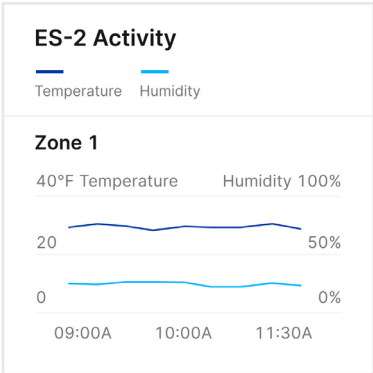 ES-2 Activity
Temperature Humidity
Zone 1
40°F Temperature Humidity 100%
20 50%
0 0%
09:00A 10:00A 11:30A